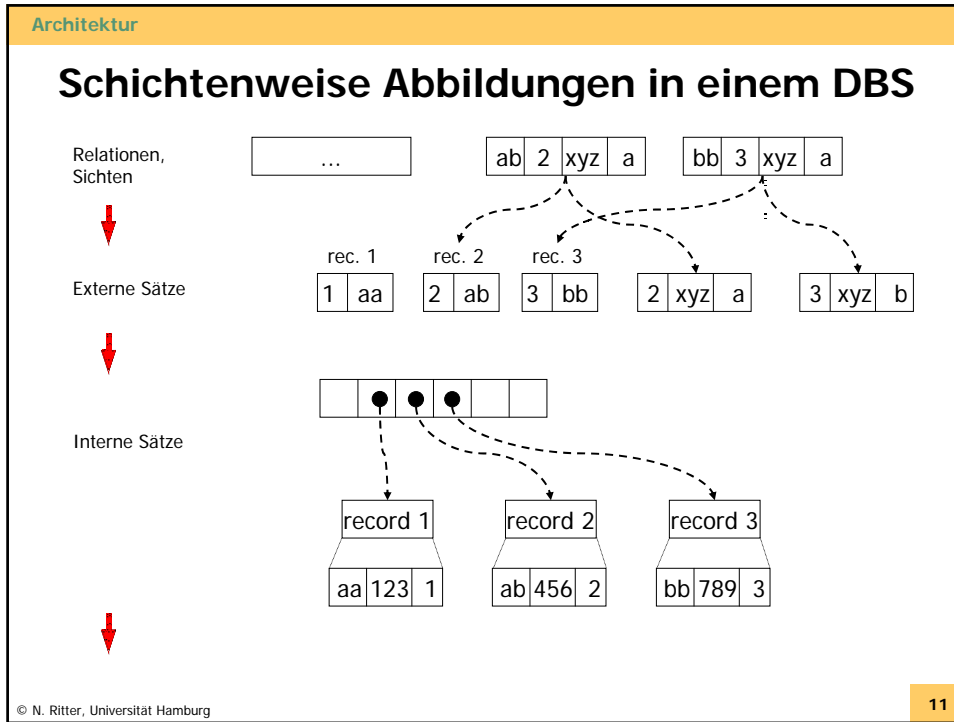 Architektur
Schichtenweise Abbildungen in einem DBS
Relationen,
Sichten
...
ab 2 xyz a
bb 3 xyz a
rec. 1
rec. 2
rec. 3
Externe Sätze
1 aa
2 ab
3 bb
2 xyz a
3 xyz b
Interne Sätze
record 1
record 2
record 3
aa 123 1
ab 456 2
bb 789 3
© N. Ritter, Universität Hamburg
11